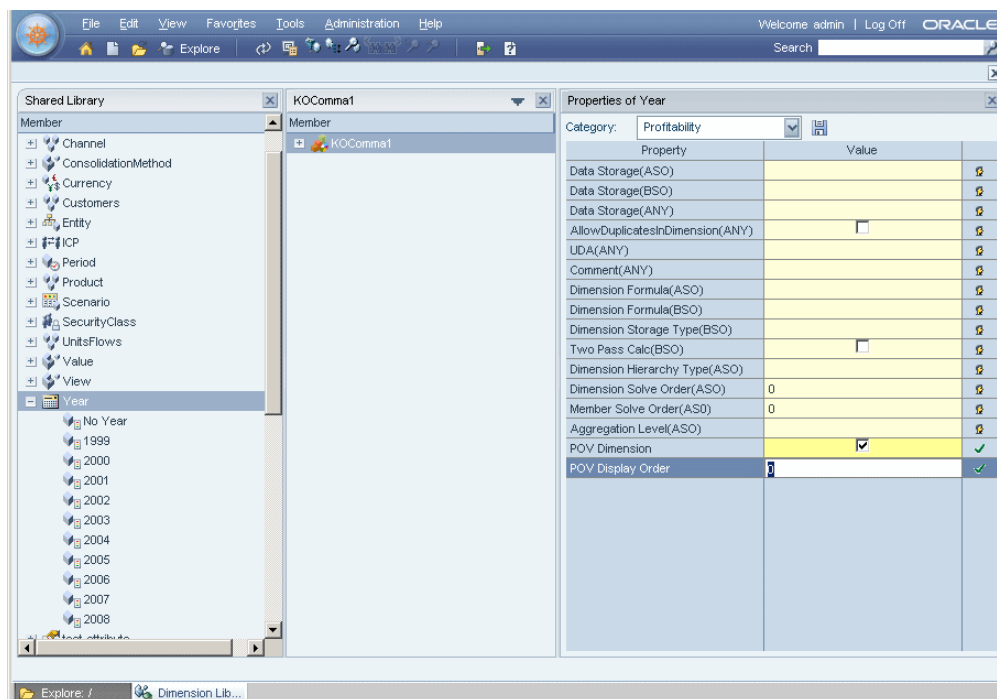 File Edit View Favorites Tools Administration Help
Welcome admin | Log Off ORACLE
Explore
Search
Shared Library
Member
Channel
ConsolidationMethod
Currency
Customers
Entity
ICP
Period
Product
Scenario
SecurityClass
UnitsFlows
Value
View
Year
No Year
1999
2000
2001
2002
2003
2004
2005
2006
2007
2008
test attribute
KOComma1
Member
KOComma1
Properties of Year
Category: Profitability
Property Value
Data Storage(ASO)
Data Storage(BSO)
Data Storage(ANY)
AllowDuplicatesInDimension(ANY)
UDA(ANY)
Comment(ANY)
Dimension Formula(ASO)
Dimension Formula(BSO)
Dimension Storage Type(BSO)
Two Pass Calc(BSO)
Dimension Hierarchy Type(ASO)
Dimension Solve Order(ASO) 0
Member Solve Order(AS0) 0
Aggregation Level(ASO)
POV Dimension
POV Display Order 0
Explore: / Dimension Lib...